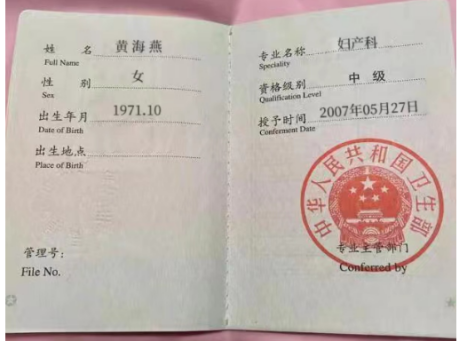 姓 名 黄海燕
Full Name
性 别 女
Sex
出生年月 1971.10
Date of Birth
出生地点
Place of Birth
管理号:
File No.
专业名称 妇产科
Speciality
资格级别 中 级
Qualification Level
授予时间 2007年05月27日
Conferment Date
中华人民共和国卫生部
专业主管部门
Conferred by